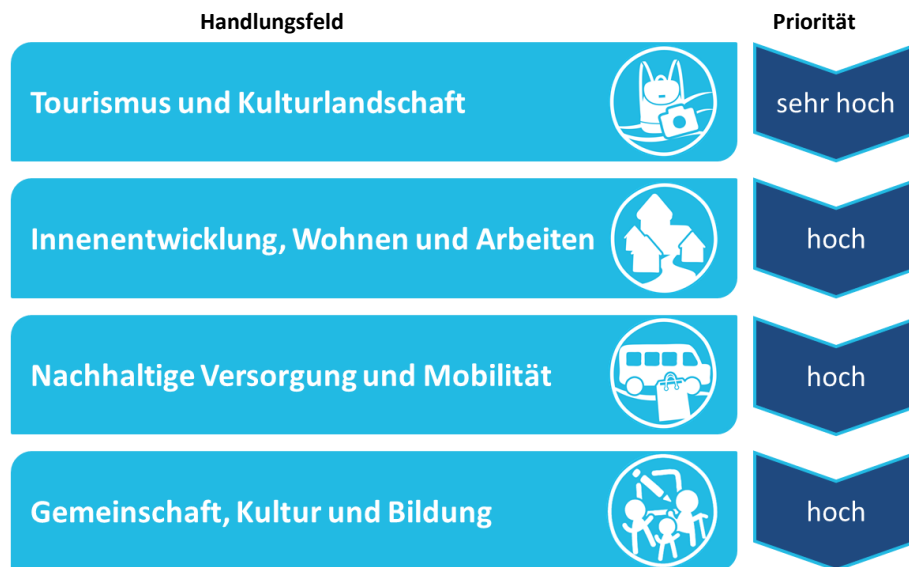 Handlungsfeld Priorität
Tourismus und Kulturlandschaft sehr hoch
Innenentwicklung, Wohnen und Arbeiten hoch
Nachhaltige Versorgung und Mobilität hoch
Gemeinschaft, Kultur und Bildung hoch